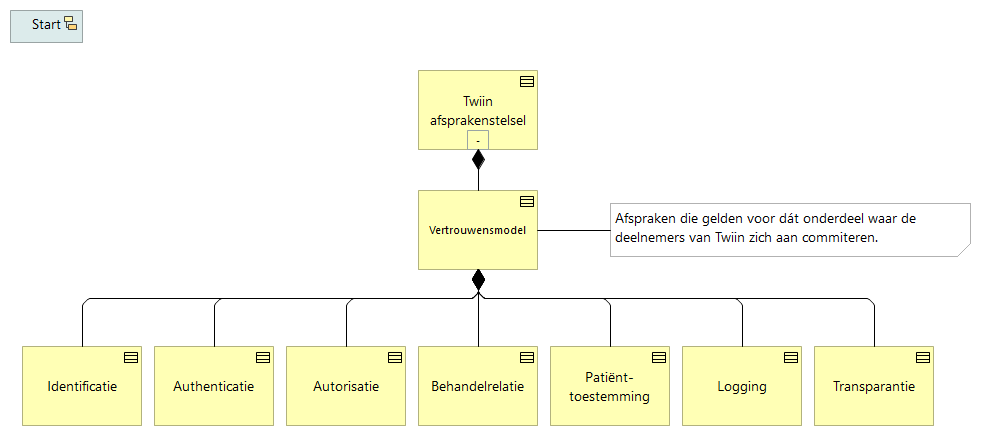 Start
Twiin
afsprakenstelsel
-
Vertrouwensmodel
Afspraken die gelden voor dát onderdeel waar de
deelnemers van Twiin zich aan commiteren.
Identificatie
Authenticatie
Autorisatie
Behandelrelatie
Patiënt-
toestemming
Logging
Transparantie